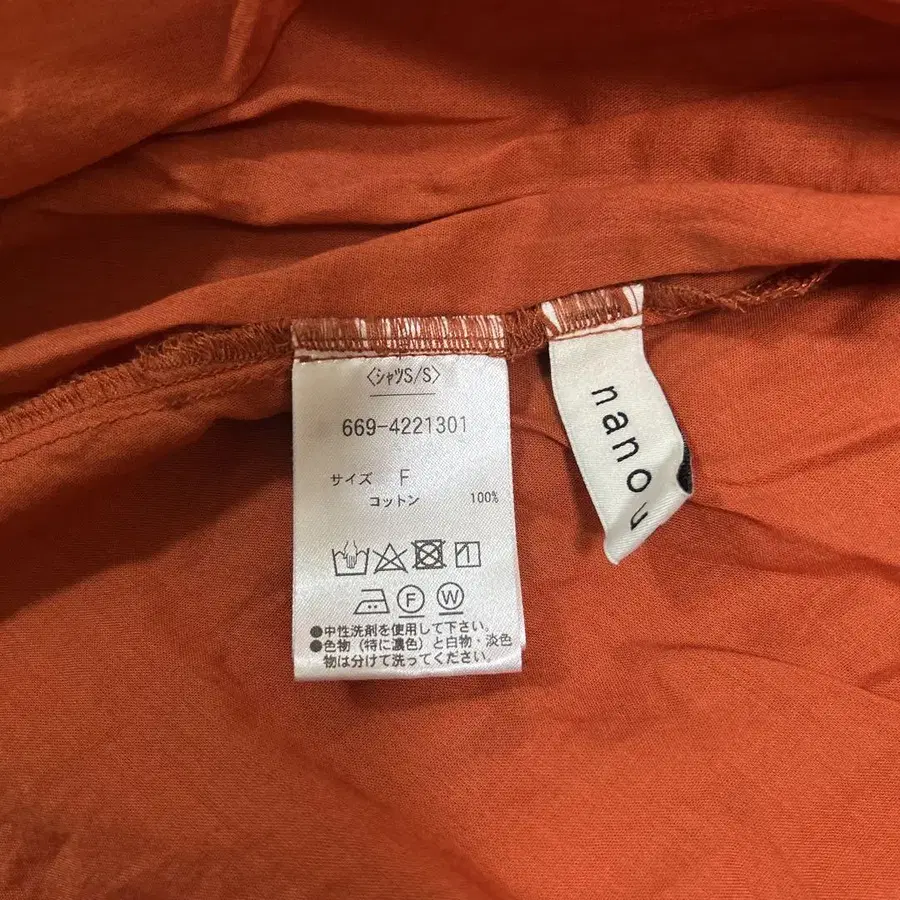 〈シャツS/S〉
669-4221301
サイズ F
コットン 100%
F W
●中性洗剤を使用して下さい。
●色物（特に濃色）と白物・淡色
物は分けて洗ってください。
nanou